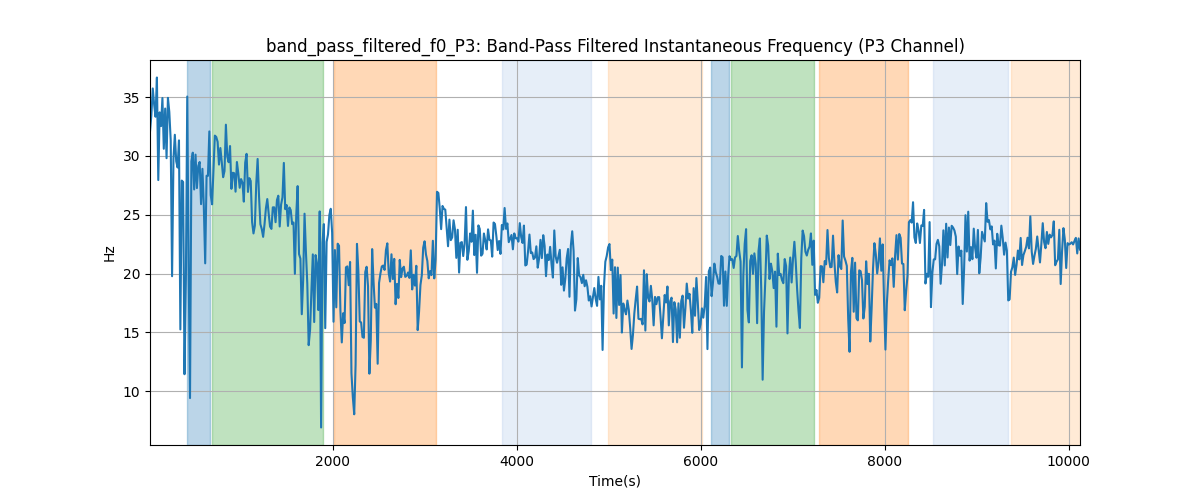 band_pass_filtered_f0_P3: Band-Pass Filtered Instantaneous Frequency (P3 Channel)
35
30
25
20
15
10
Hz
2000 4000 6000 8000 10000
Time(s)